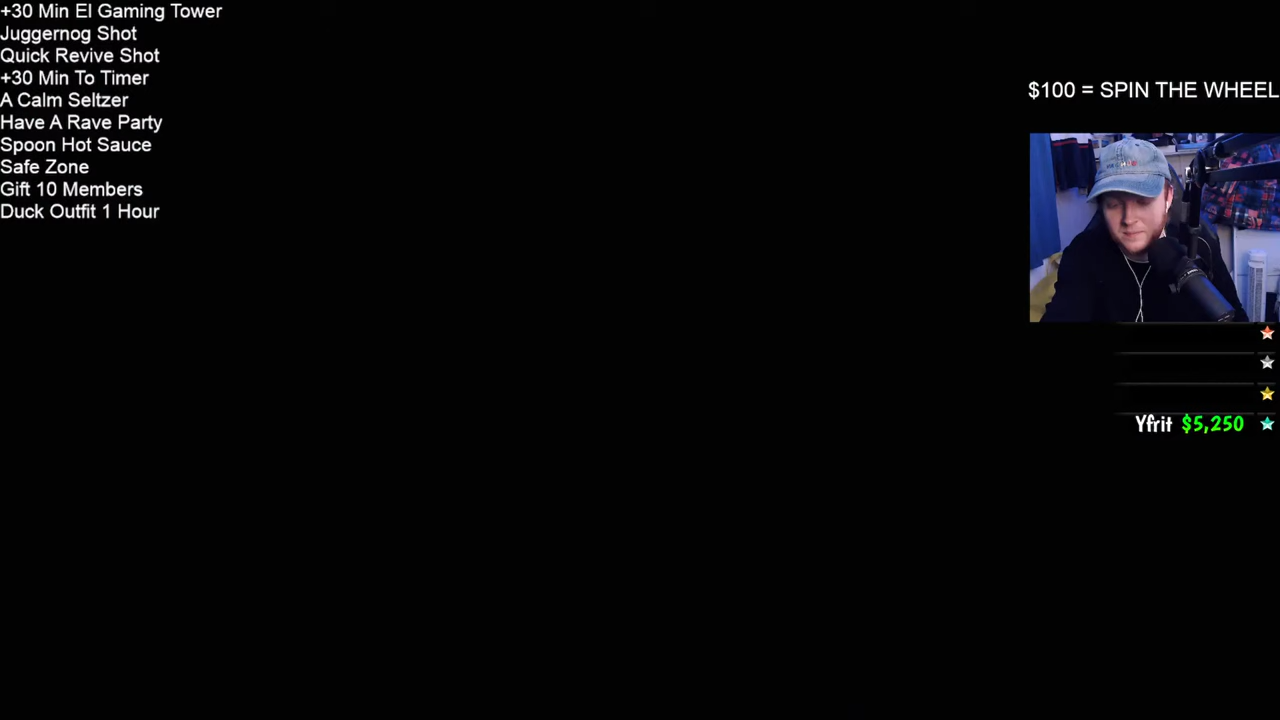 +30 Min El Gaming Tower
Juggernog Shot
Quick Revive Shot
+30 Min To Timer
A Calm Seltzer
Have A Rave Party
Spoon Hot Sauce
Safe Zone
Gift 10 Members
Duck Outfit 1 Hour
$100 = SPIN THE WHEEL
Yfrit $5,250